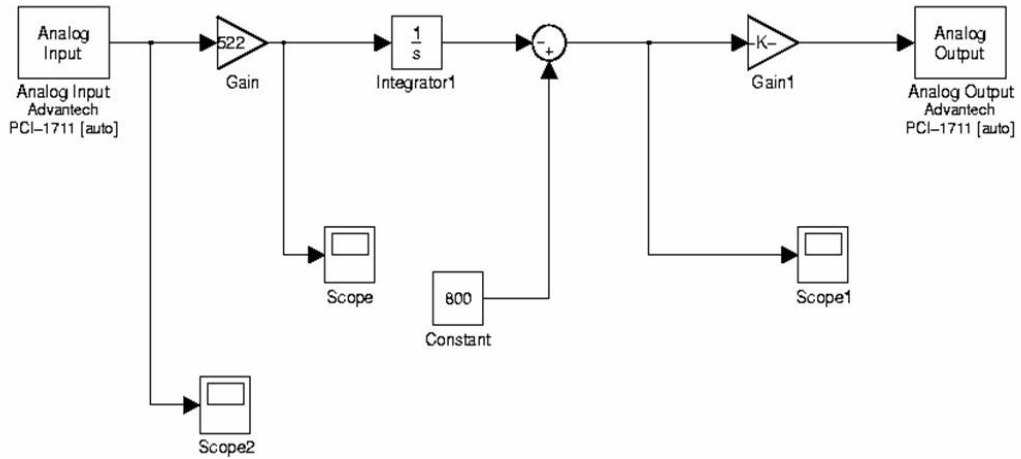 Analog
Input
Analog Input
Advantech
PCI-1711 [auto]
522
Gain
1
s
Integrator1
-
+
-K-
Gain1
Analog
Output
Analog Output
Advantech
PCI-1711 [auto]
Scope
800
Constant
Scope1
Scope2